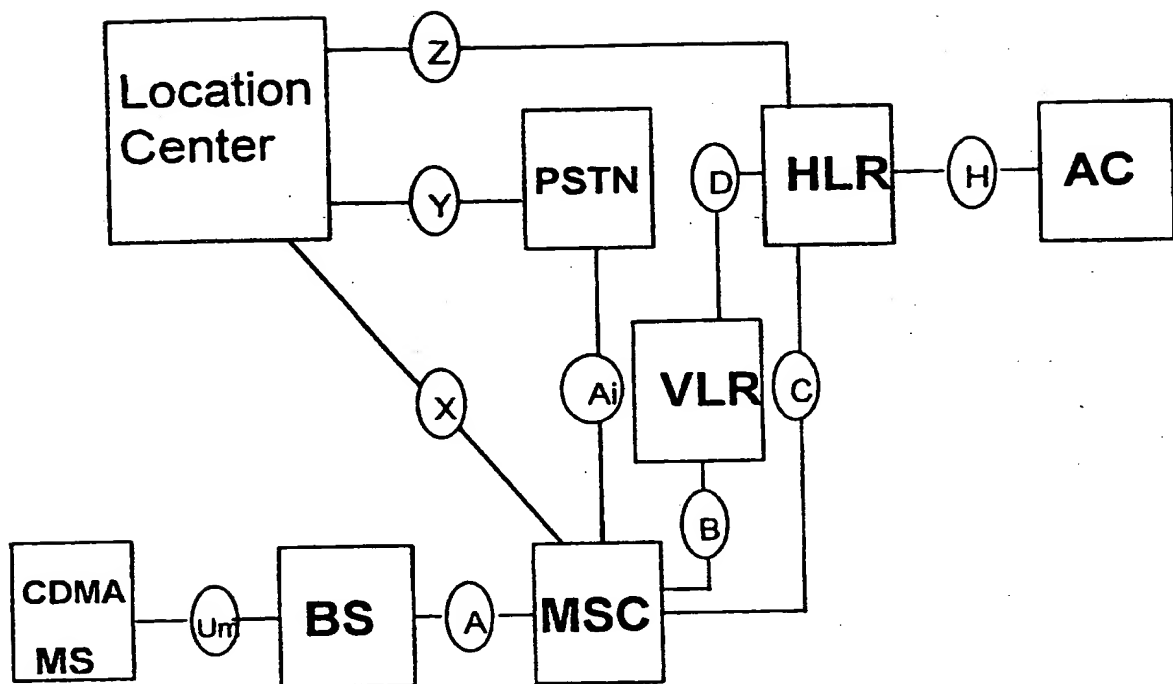 Z
Location
Center
PSTN
D
HLR
H
AC
Y
X
Ai
VLR
C
B
CDMA
MS
Um
BS
A
MSC